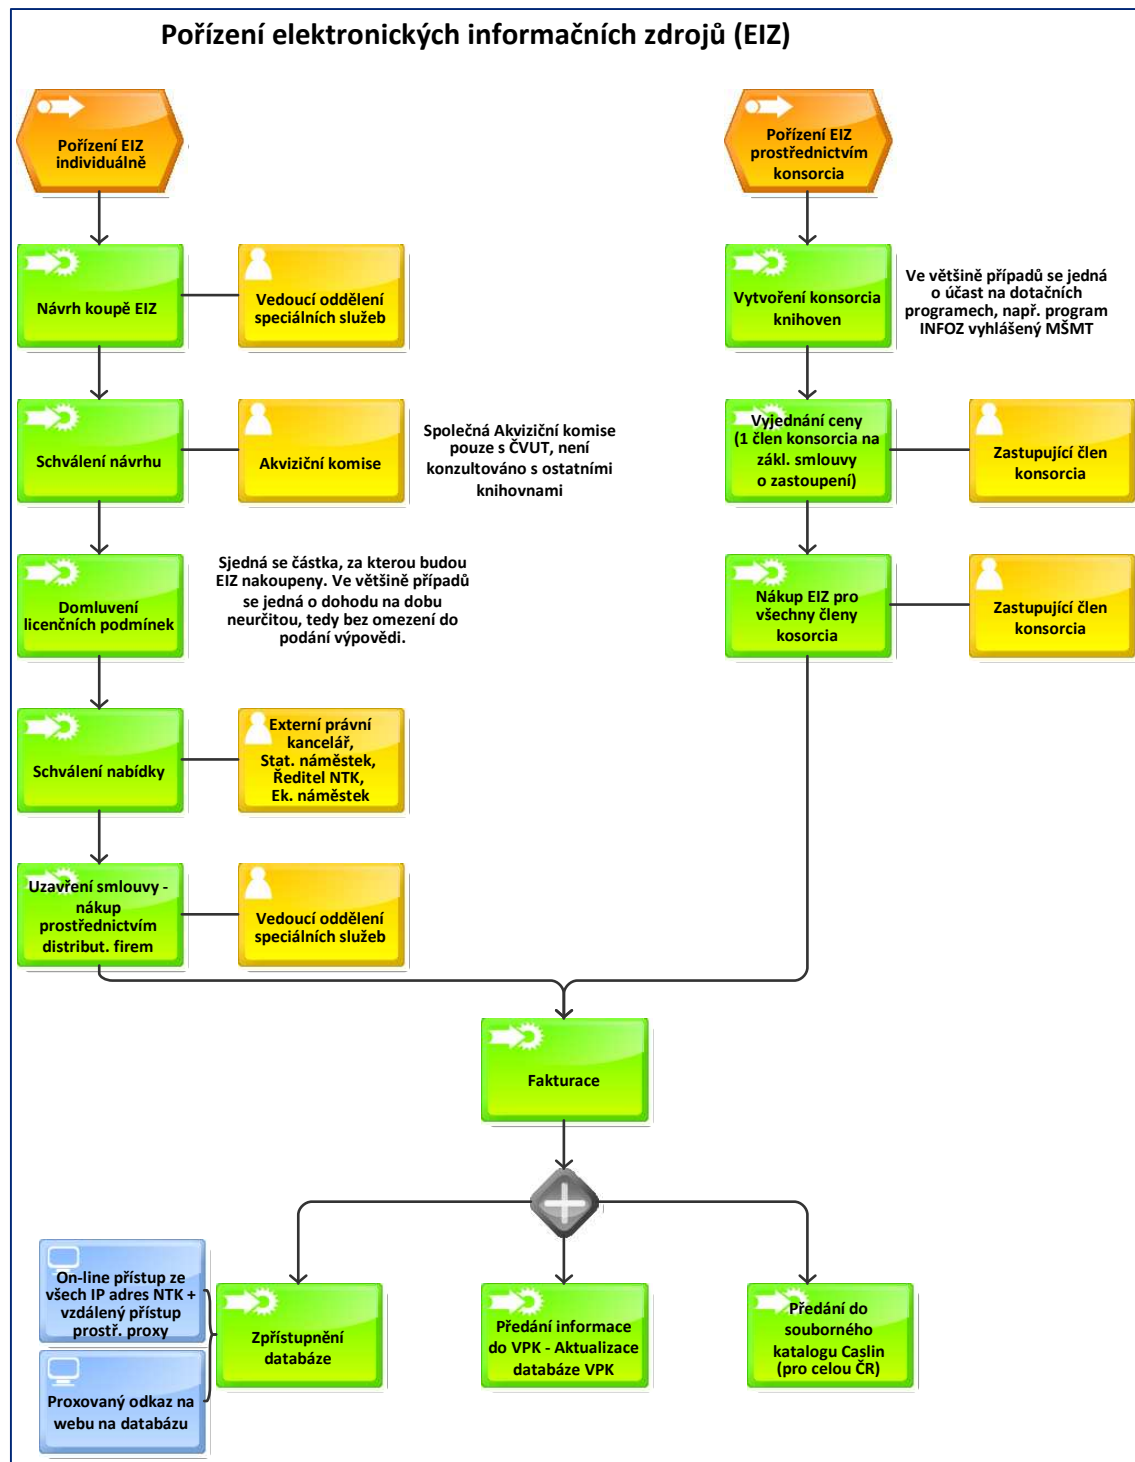 Pořízení elektronických informačních zdrojů (EIZ)
Pořízení EIZ
individuálně
Pořízení EIZ
prostřednictvím
konsorcia
Návrh koupě EIZ
Vedoucí oddělení
speciálních služeb
Vytvoření konsorcia
knihoven
Ve většině případů se jedná
o účast na dotačních
programech, např. program
INFOZ vyhlášený MŠMT
Schválení návrhu
Akviziční komise
Společná Akviziční komise
pouze s ČVUT, není
konzultováno s ostatními
knihovnami
Vyjednání ceny
(1 člen konsorcia na
zákl. smlouvy
o zastoupení)
Zastupující člen
konsorcia
Domluvení
licenčních podmínek
Sjedná se částka, za kterou budou
EIZ nakoupeny. Ve většině případů
se jedná o dohodu na dobu
neurčitou, tedy bez omezení do
podání výpovědi.
Nákup EIZ pro
všechny členy
kosorcia
Zastupující člen
konsorcia
Schválení nabídky
Externí právní
kancelář,
Stat. náměstek,
Ředitel NTK,
Ek. náměstek
Uzavření smlouvy -
nákup
prostřednictvím
distribut. firem
Vedoucí oddělení
speciálních služeb
Fakturace
On-line přístup ze
všech IP adres NTK +
vzdálený přístup
prostř. proxy
Proxovaný odkaz na
webu na databázu
Zpřístupnění
databáze
Předání informace
do VPK - Aktualizace
databáze VPK
Předání do
souborného
katalogu Caslin
(pro celou ČR)